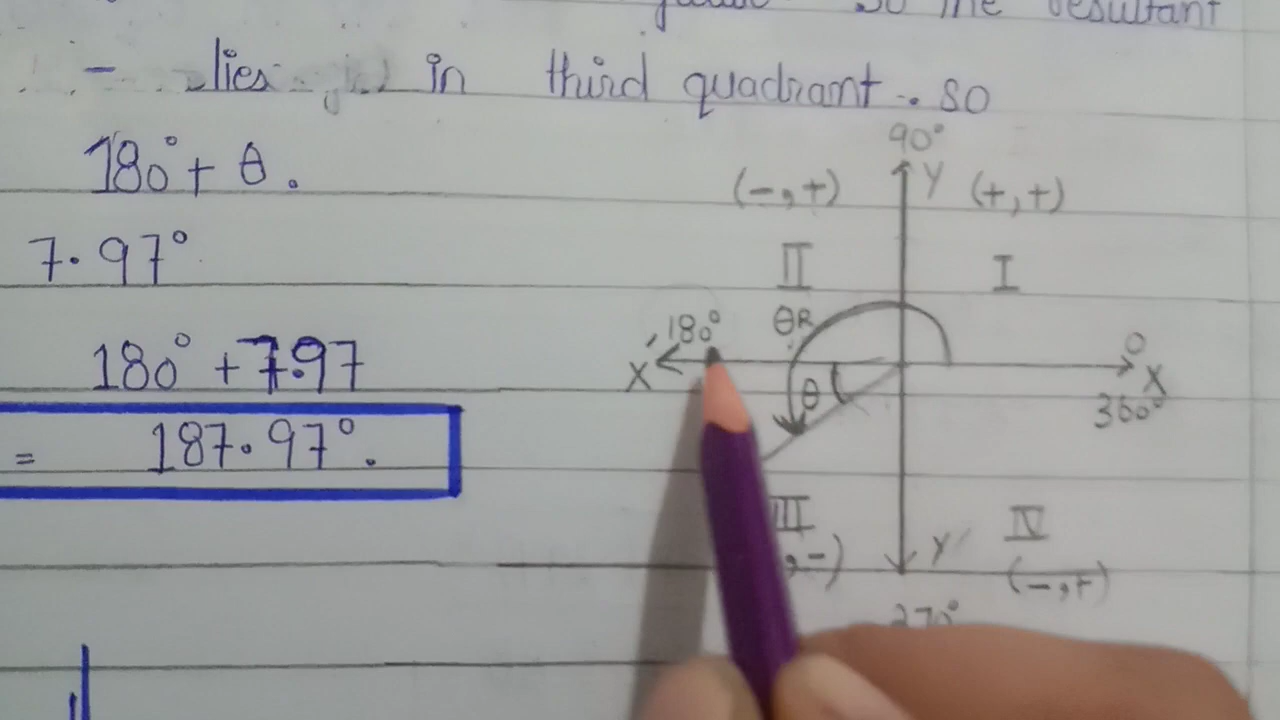 So the resultant
lies in third quadrant. so
180° + θ.
7.97°
180° + 7.97
= 187.97°.
90°
(-,+) Y (+,+)
II I
180° θR 0
X' θ X
360°
III Y' IV
,-) (-,+)
270°